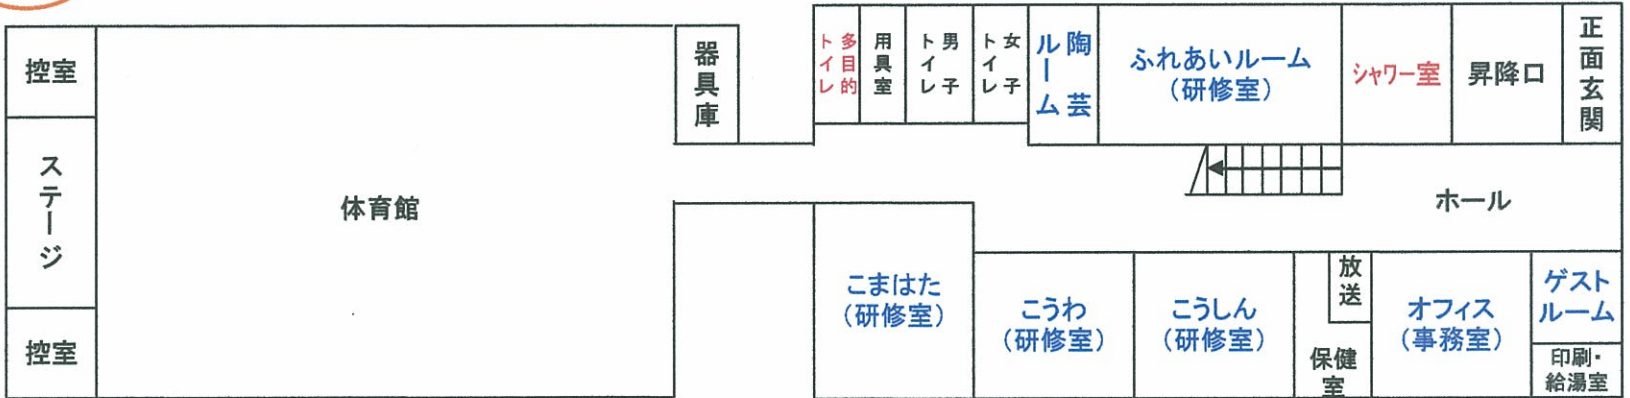 控室
ステージ
控室
体育館
器具庫
多目的
トイレ
用具室
男子
トイレ
女子
トイレ
陶芸
ルーム
ふれあいルーム
（研修室）
シャワー室
昇降口
正面玄関
ホール
こまはた
（研修室）
こうわ
（研修室）
こうしん
（研修室）
放送
保健
室
オフィス
（事務室）
ゲスト
ルーム
印刷・
給湯室